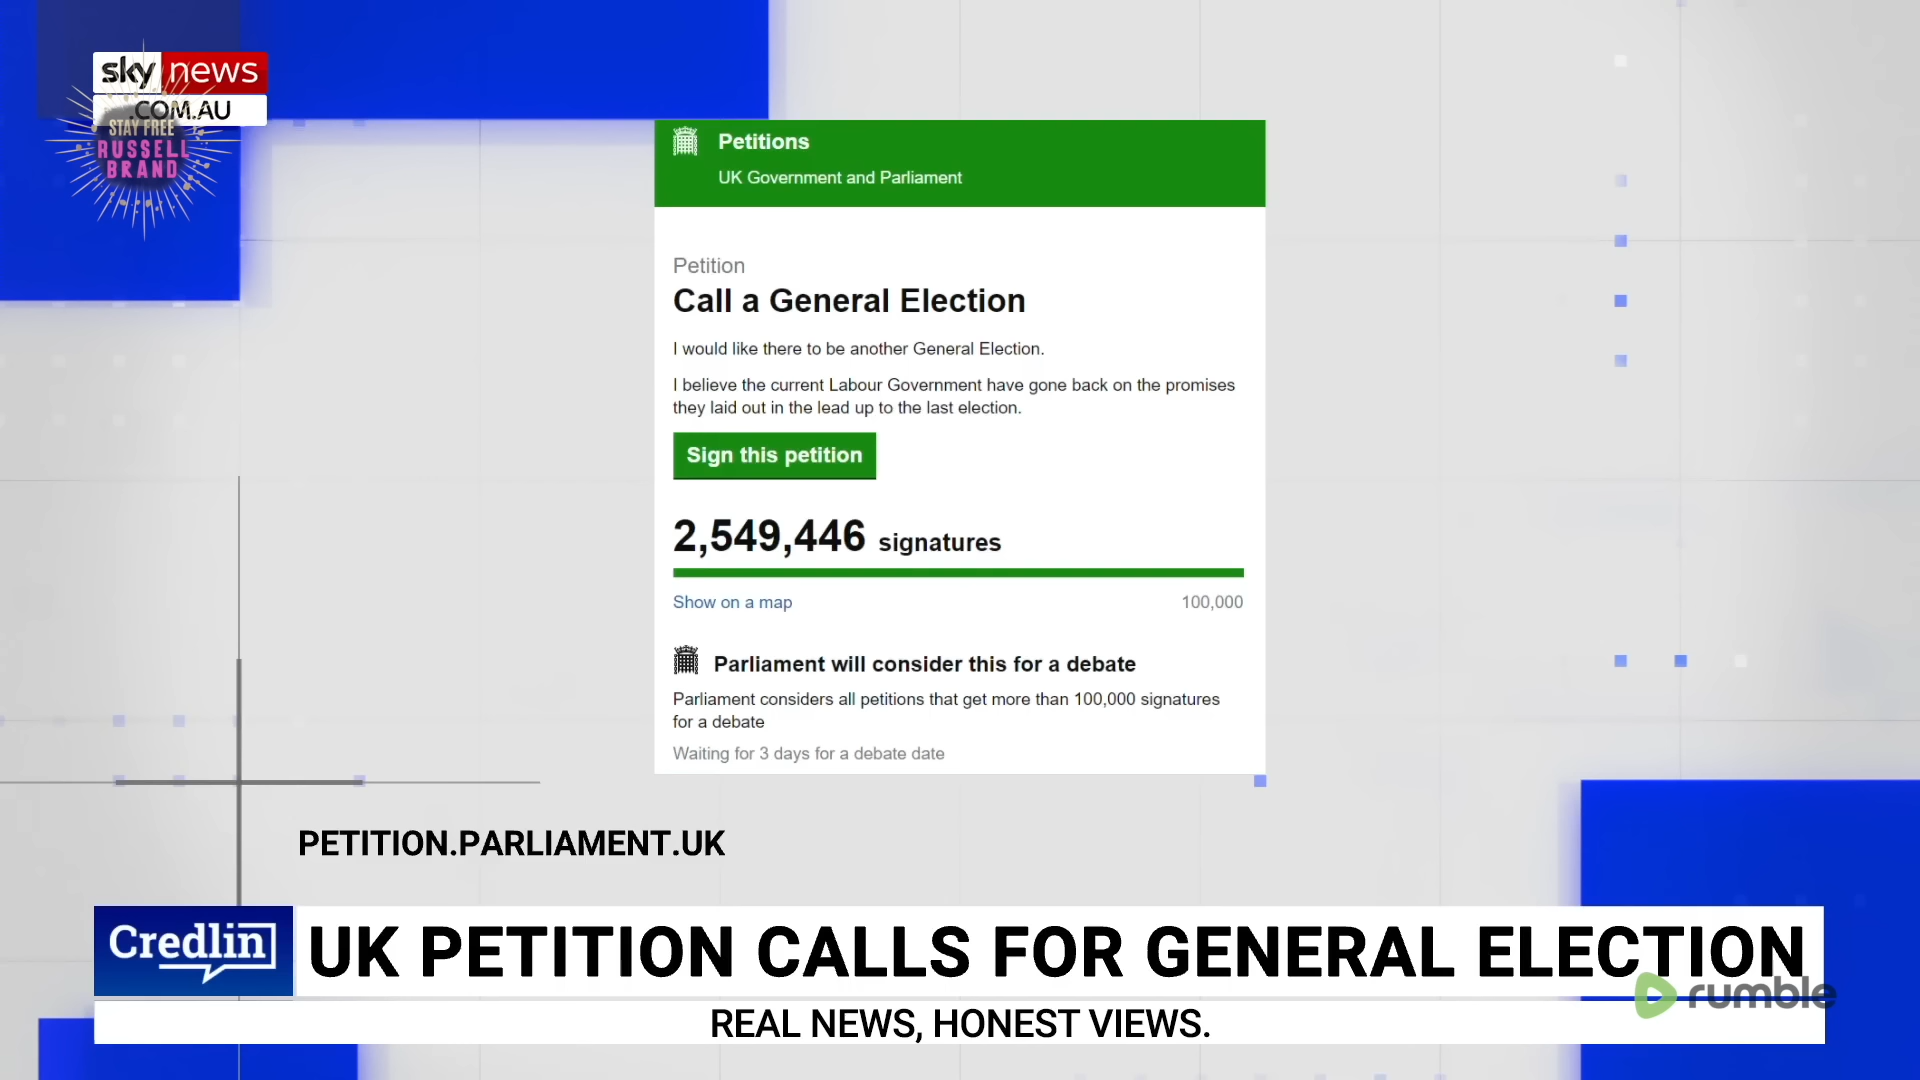 sky news
.COM.AU
STAY FREE
RUSSELL
BRAND
Petitions
UK Government and Parliament
Petition
Call a General Election
I would like there to be another General Election.
I believe the current Labour Government have gone back on the promises
they laid out in the lead up to the last election.
Sign this petition
2,549,446 signatures
Show on a map 100,000
Parliament will consider this for a debate
Parliament considers all petitions that get more than 100,000 signatures
for a debate
Waiting for 3 days for a debate date
PETITION.PARLIAMENT.UK
Credlin UK PETITION CALLS FOR GENERAL ELECTION
rumble
REAL NEWS, HONEST VIEWS.